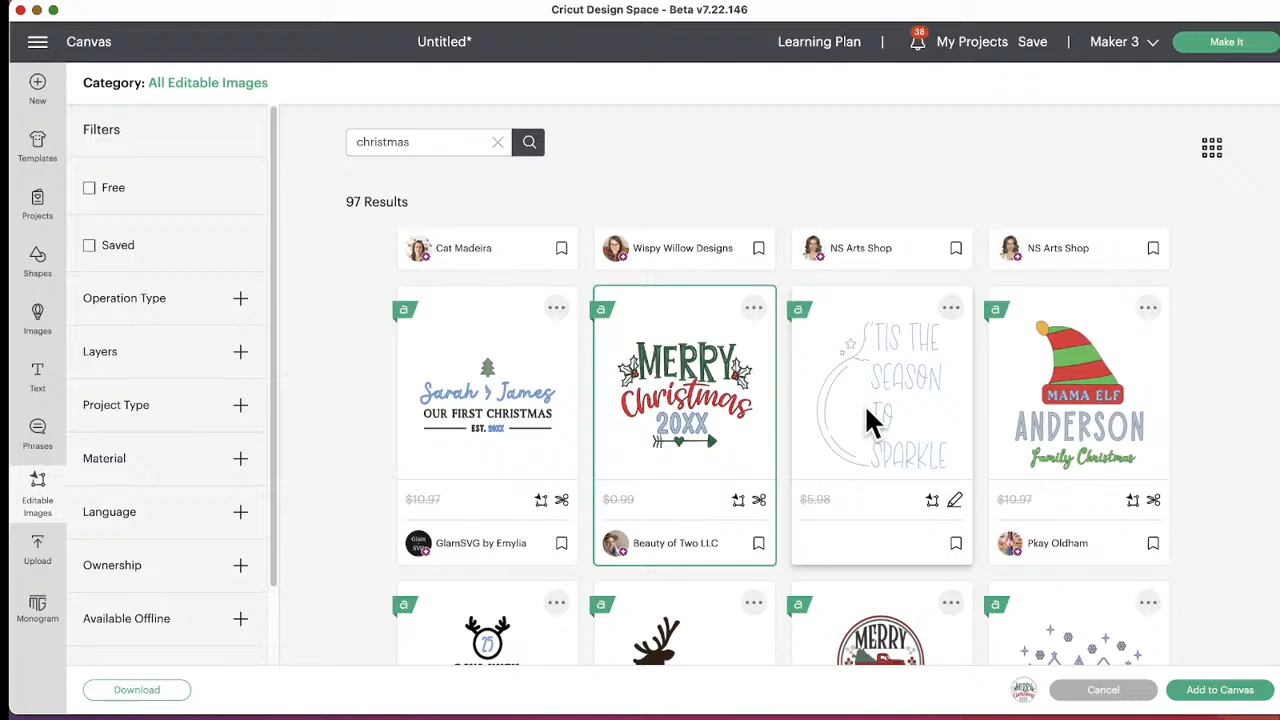 Cricut Design Space - Beta v7.22.146
Canvas
Untitled*
Learning Plan
38
My Projects
Save
Maker 3
Make It
New
Templates
Projects
Shapes
Images
Text
Phrases
Editable
Images
Upload
Monogram
Category: All Editable Images
Filters
Free
Saved
Operation Type
Layers
Project Type
Material
Language
Ownership
Available Offline
christmas
97 Results
Cat Madeira
Wispy Willow Designs
NS Arts Shop
NS Arts Shop
a
Sarah & James
OUR FIRST CHRISTMAS
EST. 20XX
$10.97
GlamSVG by Emylia
a
MERRY
Christmas
20XX
$0.99
Beauty of Two LLC
a
'TIS THE
SEASON
TO
SPARKLE
$5.98
a
MAMA ELF
ANDERSON
Family Christmas
$10.97
Pkay Oldham
a
25
a
a
MERRY
a
Download
Cancel
Add to Canvas